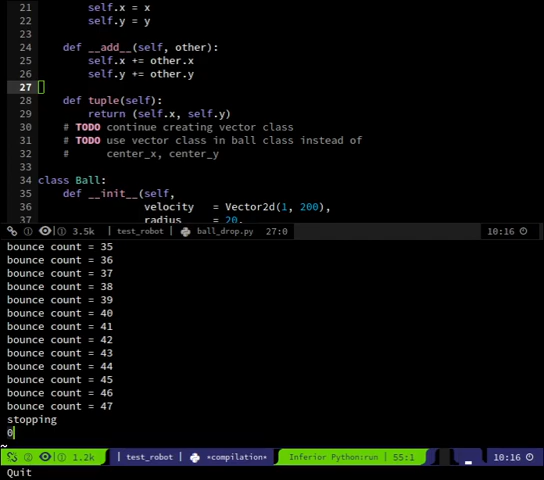 21 self.x = x
22 self.y = y
23
24 def __add__(self, other):
25 self.x += other.x
26 self.y += other.y
27
28 def tuple(self):
29 return (self.x, self.y)
30 # TODO continue creating vector class
31 # TODO use vector class in ball class instead of
32 # center_x, center_y
33
34 class Ball:
35 def __init__(self,
36 velocity = Vector2d(1, 200),
37 radius = 20,
① 3.5k | test_robot | ball_drop.py 27:0 10:16
bounce count = 35
bounce count = 36
bounce count = 37
bounce count = 38
bounce count = 39
bounce count = 40
bounce count = 41
bounce count = 42
bounce count = 43
bounce count = 44
bounce count = 45
bounce count = 46
bounce count = 47
stopping
0
~
② ① 1.2k | test_robot | *compilation* Inferior Python:run | 55:1 10:16
Quit